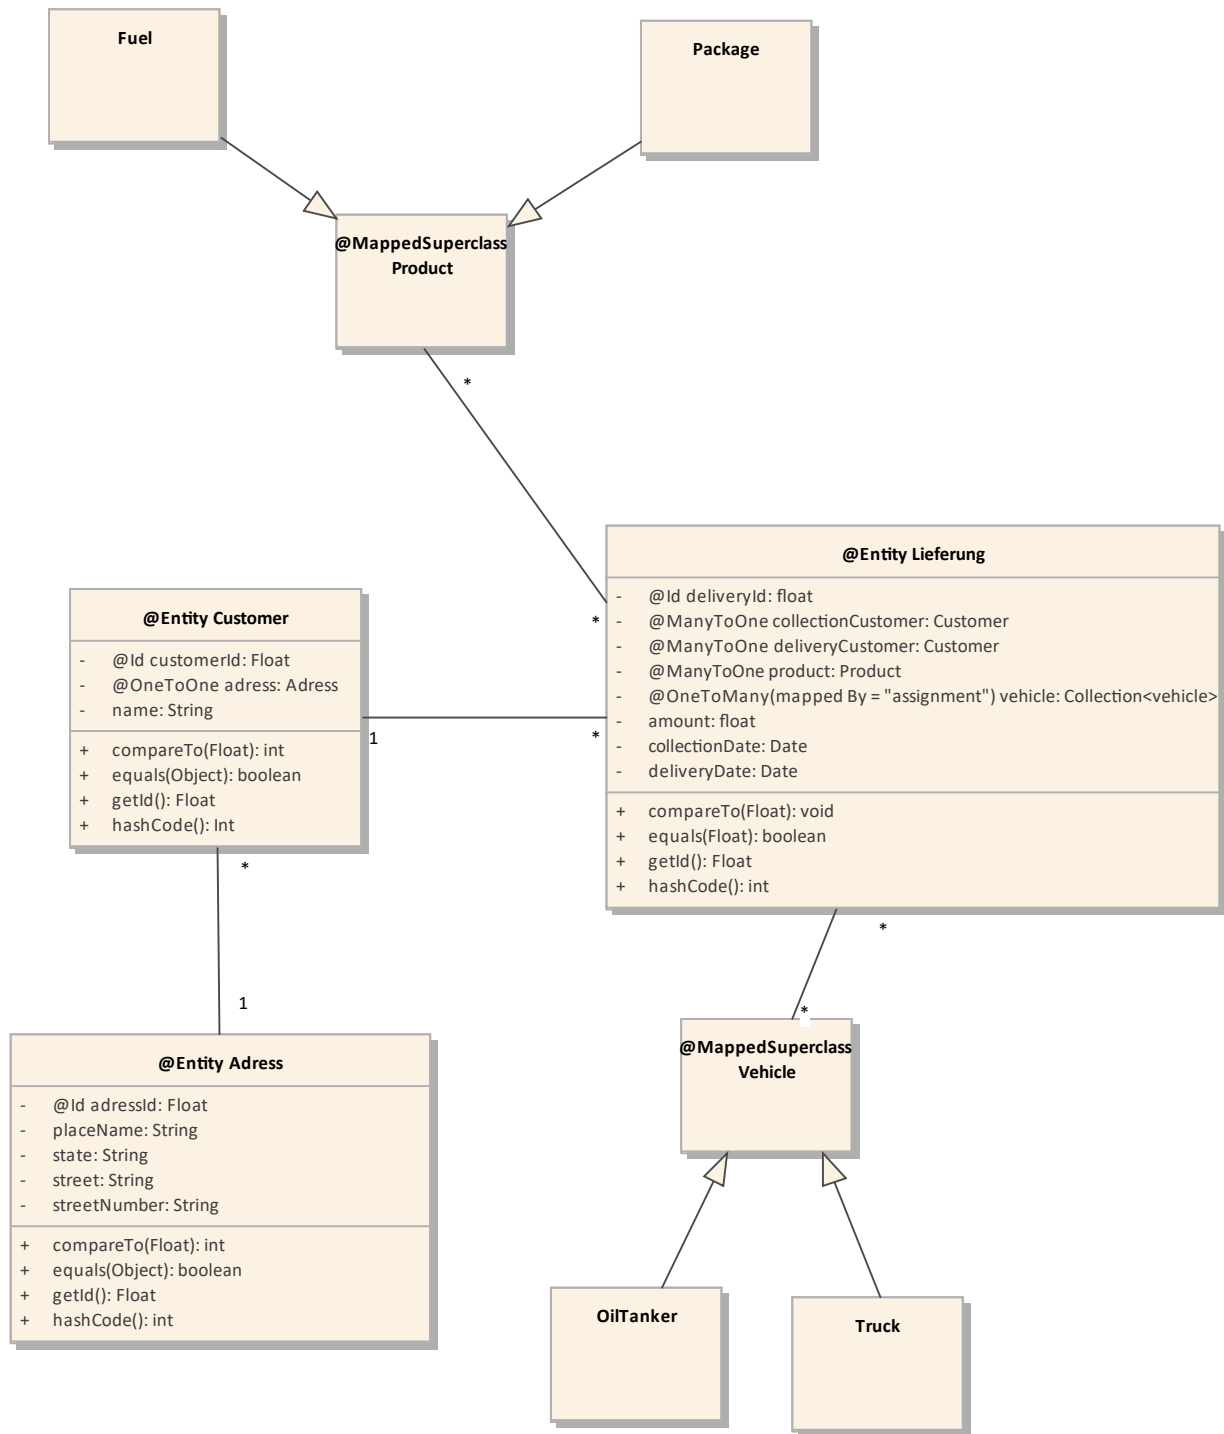 Fuel
Package
@MappedSuperclass
Product
*
*
@Entity Lieferung
- @Id deliveryId: float
- @ManyToOne collectionCustomer: Customer
- @ManyToOne deliveryCustomer: Customer
- @ManyToOne product: Product
- @OneToMany(mapped By = "assignment") vehicle: Collection<vehicle>
- amount: float
- collectionDate: Date
- deliveryDate: Date
+ compareTo(Float): void
+ equals(Float): boolean
+ getId(): Float
+ hashCode(): int
@Entity Customer
- @Id customerId: Float
- @OneToOne adress: Adress
- name: String
+ compareTo(Float): int
+ equals(Object): boolean
+ getId(): Float
+ hashCode(): Int
1
*
*
1
@Entity Adress
- @Id adressId: Float
- placeName: String
- state: String
- street: String
- streetNumber: String
+ compareTo(Float): int
+ equals(Object): boolean
+ getId(): Float
+ hashCode(): int
*
*
@MappedSuperclass
Vehicle
OilTanker
Truck